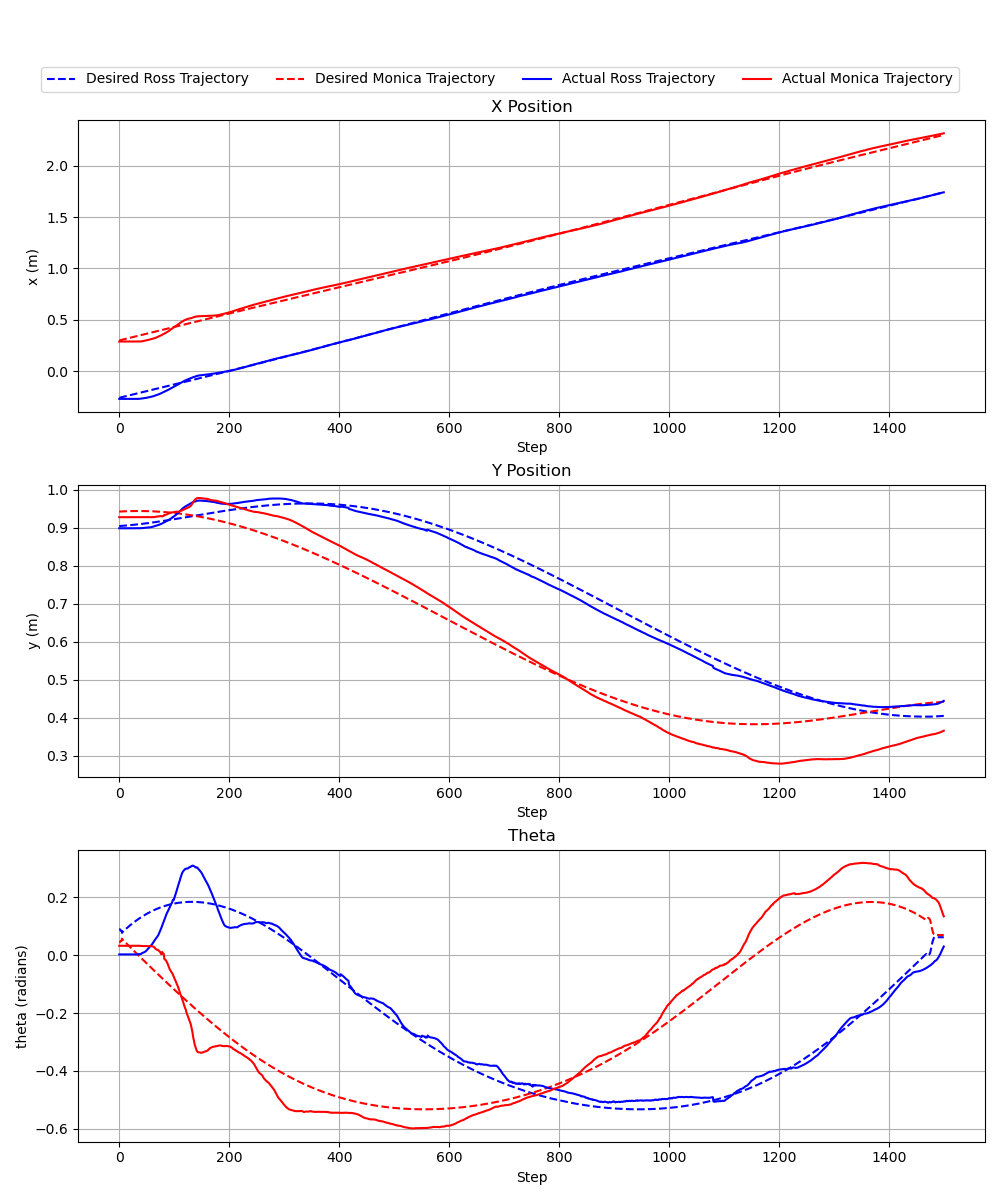 Desired Ross Trajectory Desired Monica Trajectory Actual Ross Trajectory Actual Monica Trajectory
X Position
2.0
1.5
1.0
0.5
0.0
x (m)
0 200 400 600 800 1000 1200 1400
Step
Y Position
1.0
0.9
0.8
0.7
0.6
0.5
0.4
0.3
y (m)
0 200 400 600 800 1000 1200 1400
Step
Theta
0.2
0.0
−0.2
−0.4
−0.6
theta (radians)
0 200 400 600 800 1000 1200 1400
Step